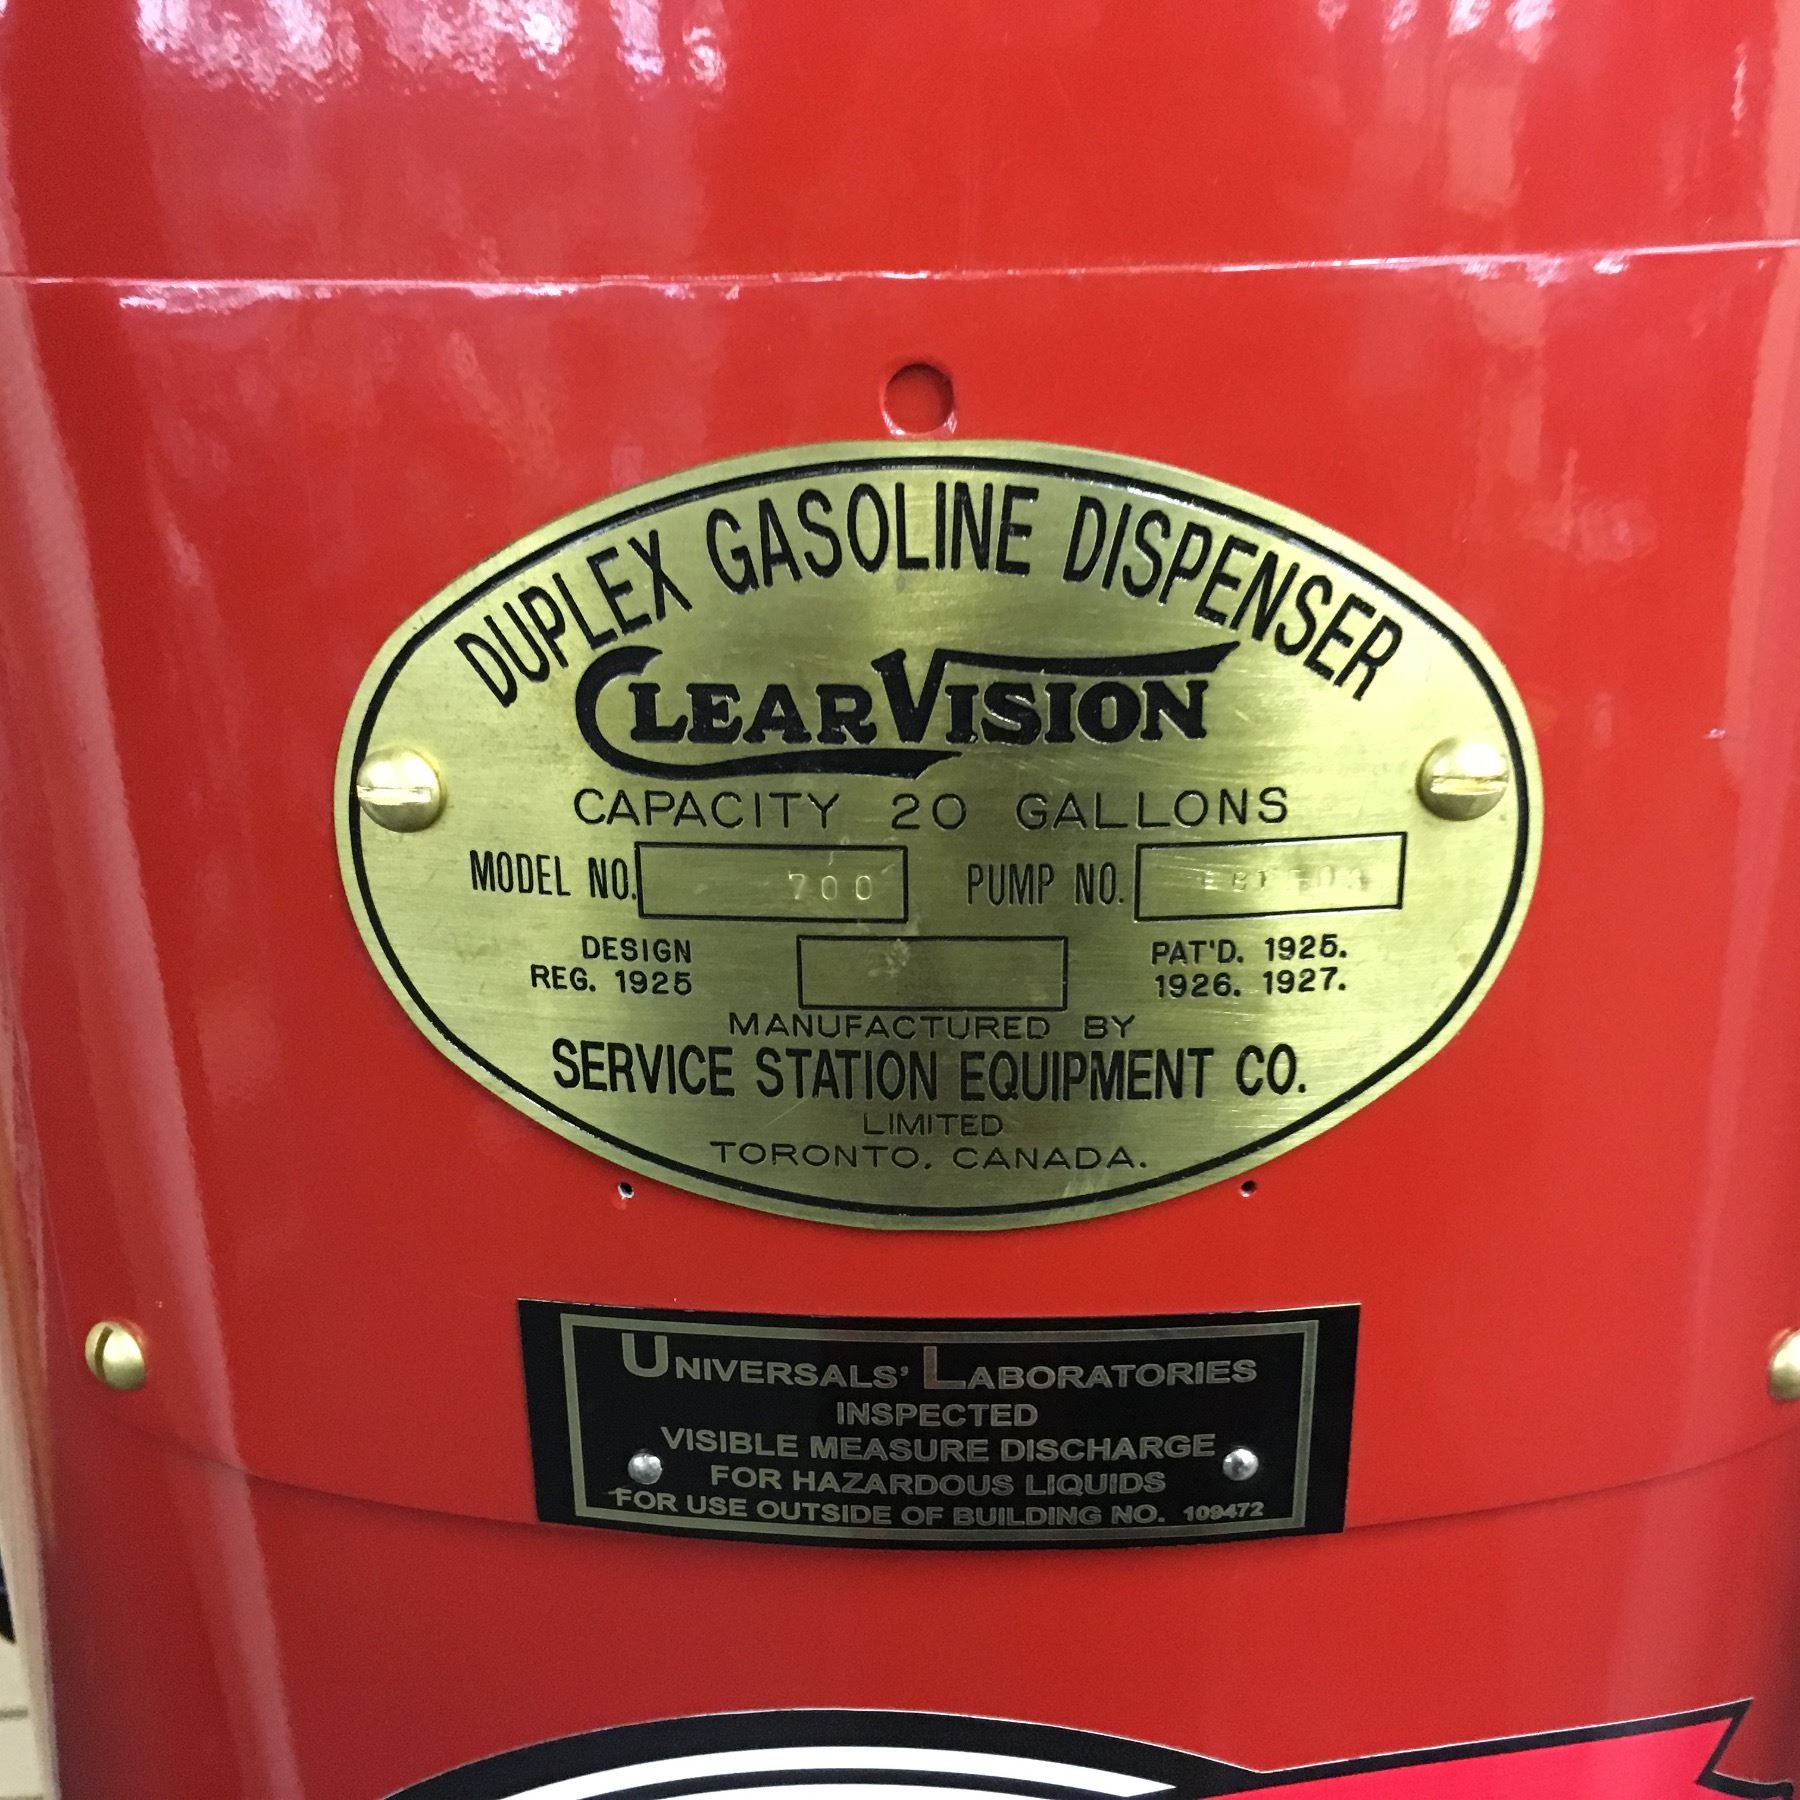 DUPLEX GASOLINE DISPENSER
CLEARVISION
CAPACITY 20 GALLONS
MODEL NO. 700 PUMP NO.
DESIGN
REG. 1925
PAT'D. 1925.
1926. 1927.
MANUFACTURED BY
SERVICE STATION EQUIPMENT CO.
LIMITED
TORONTO. CANADA.
UNIVERSALS' LABORATORIES
INSPECTED
VISIBLE MEASURE DISCHARGE
FOR HAZARDOUS LIQUIDS
FOR USE OUTSIDE OF BUILDING NO. 109472